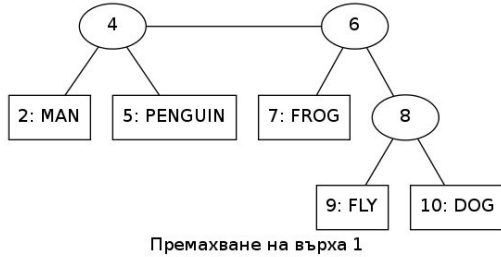 4
6
2: MAN
5: PENGUIN
7: FROG
8
9: FLY
10: DOG
Премахване на върха 1